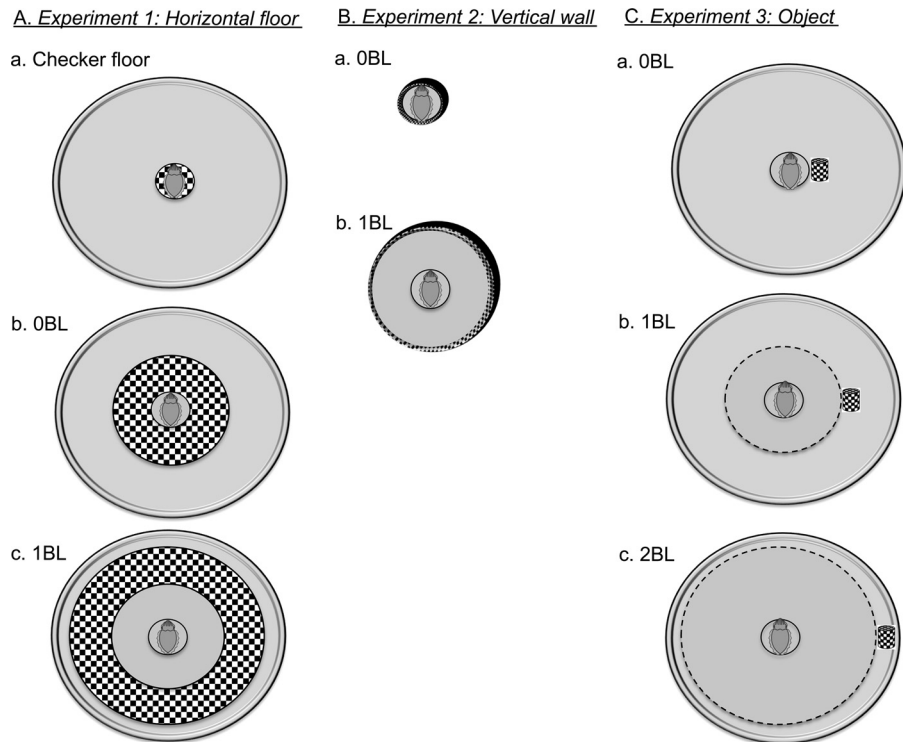 A. Experiment 1: Horizontal floor
a. Checker floor
b. 0BL
c. 1BL
B. Experiment 2: Vertical wall
a. 0BL
b. 1BL
C. Experiment 3: Object
a. 0BL
b. 1BL
c. 2BL